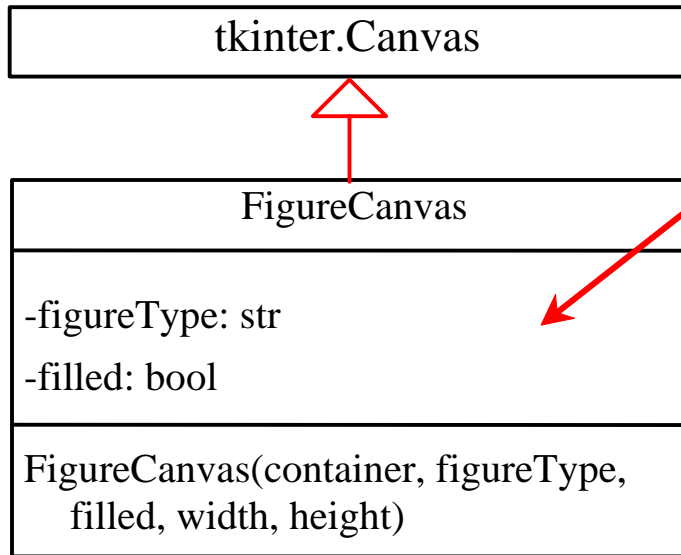 tkinter.Canvas
FigureCanvas
-figureType: str
-filled: bool
FigureCanvas(container, figureType,
filled, width, height)